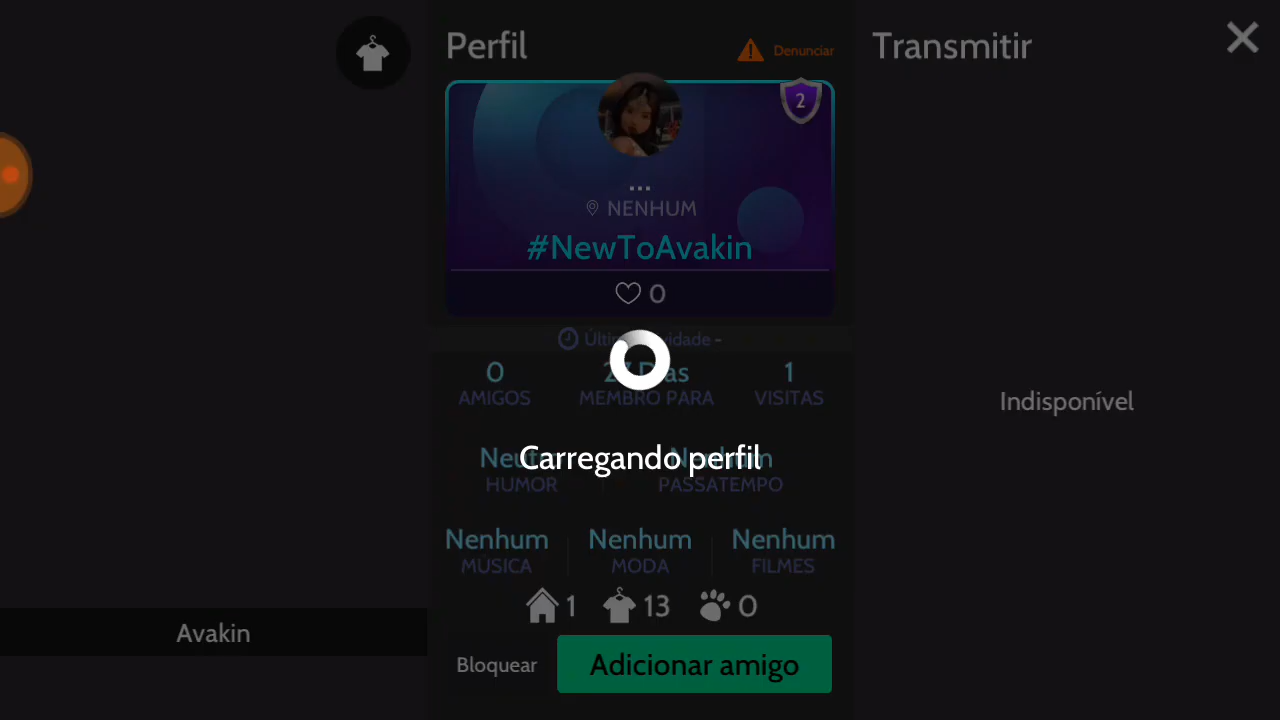 Perfil
Denunciar
Transmitir
2
...
NENHUM
#NewToAvakin
0
0
AMIGOS
MEMBRO PARA
1
VISITAS
Indisponível
Carregando perfil
HUMOR
PASSATEMPO
Nenhum
MÚSICA
Nenhum
MODA
Nenhum
FILMES
1
13
0
Avakin
Bloquear
Adicionar amigo